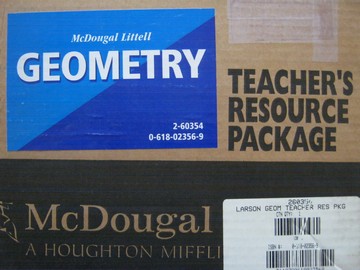 McDougal Littell
GEOMETRY
2-60354
0-618-02356-9
TEACHER'S
RESOURCE
PACKAGE
McDougal
A HOUGHTON MIFFLI
LARSON GEOM TEACHER RES PKG